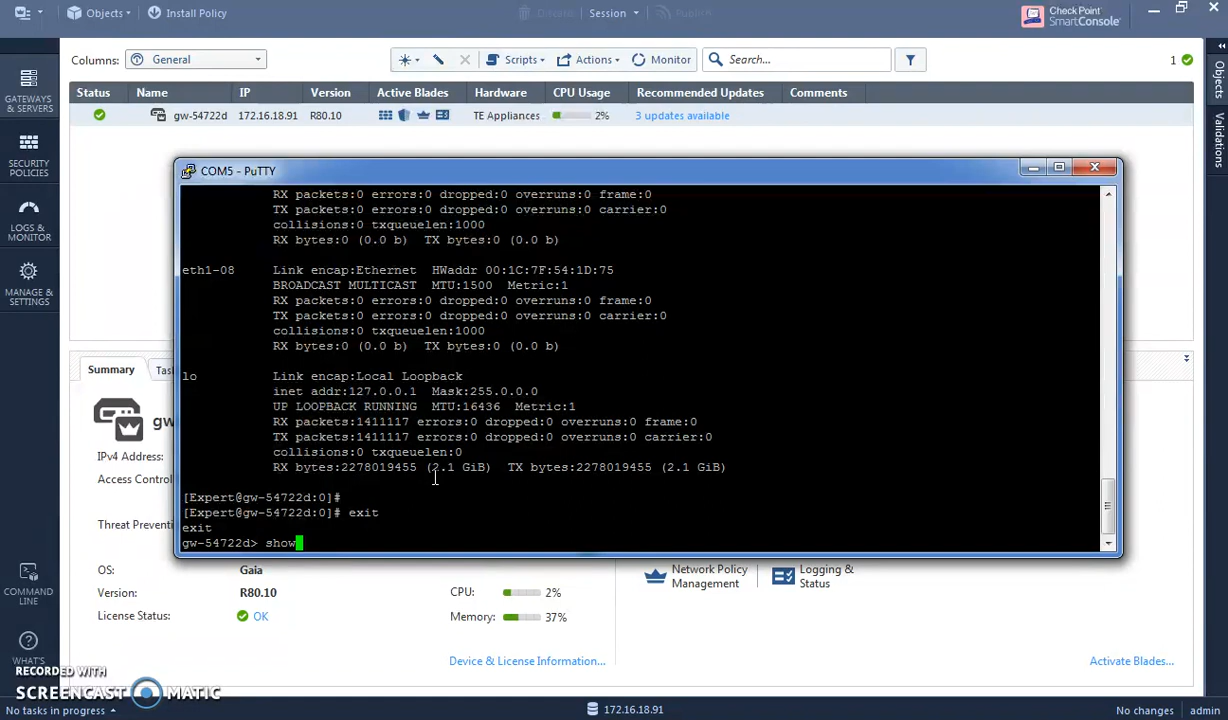 Objects
Install Policy
Discard
Session
Publish
Check Point
SmartConsole
Columns:
General
Scripts
Actions
Monitor
Search...
1
GATEWAYS
& SERVERS
SECURITY
POLICIES
LOGS &
MONITOR
MANAGE &
SETTINGS
COMMAND
LINE
WHAT'S
Objects
Validations
Status Name IP Version Active Blades Hardware CPU Usage Recommended Updates Comments
gw-54722d 172.16.18.91 R80.10 TE Appliances 2% 3 updates available
COM5 - PuTTY
RX packets:0 errors:0 dropped:0 overruns:0 frame:0
TX packets:0 errors:0 dropped:0 overruns:0 carrier:0
collisions:0 txqueuelen:1000
RX bytes:0 (0.0 b) TX bytes:0 (0.0 b)
eth1-08 Link encap:Ethernet HWaddr 00:1C:7F:54:1D:75
BROADCAST MULTICAST MTU:1500 Metric:1
RX packets:0 errors:0 dropped:0 overruns:0 frame:0
TX packets:0 errors:0 dropped:0 overruns:0 carrier:0
collisions:0 txqueuelen:1000
RX bytes:0 (0.0 b) TX bytes:0 (0.0 b)
lo Link encap:Local Loopback
inet addr:127.0.0.1 Mask:255.0.0.0
UP LOOPBACK RUNNING MTU:16436 Metric:1
RX packets:1411117 errors:0 dropped:0 overruns:0 frame:0
TX packets:1411117 errors:0 dropped:0 overruns:0 carrier:0
collisions:0 txqueuelen:0
RX bytes:2278019455 (2.1 GiB) TX bytes:2278019455 (2.1 GiB)
[Expert@gw-54722d:0]#
[Expert@gw-54722d:0]# exit
exit
gw-54722d> show
Summary
Tas
gw
IPv4 Address:
Access Control
Threat Preventi
OS: Gaia
Version: R80.10
License Status: OK
CPU: 2%
Memory: 37%
Network Policy
Management
Logging &
Status
Device & License Information...
Activate Blades...
RECORDED WITH
SCREENCAST MATIC
No tasks in progress
172.16.18.91
No changes
admin